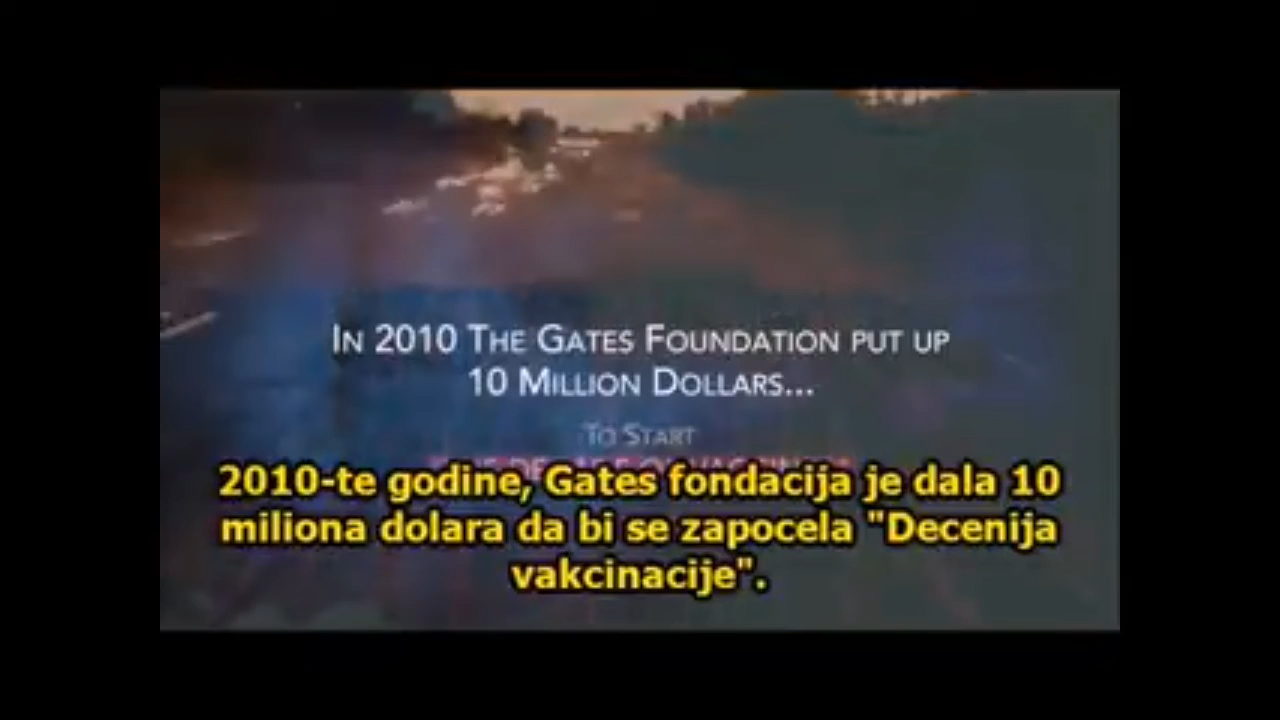 In 2010 The Gates Foundation put up
10 Million Dollars...
To Start
2010-te godine, Gates fondacija je dala 10
miliona dolara da bi se zapocela "Decenija
vakcinacije".